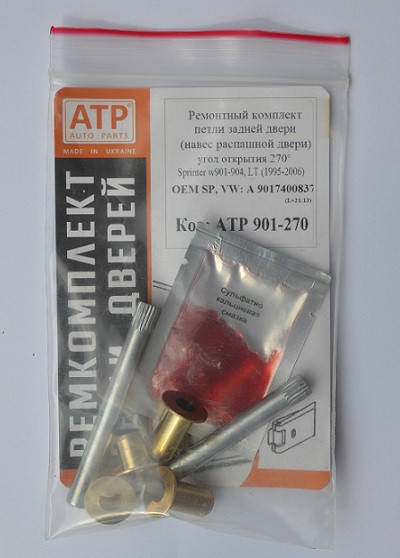 ATP
AUTO PARTS
MADE IN UKRAINE
Ремонтный комплект
петли задней двери
(навес распашной двери)
угол открытия 270°
Sprinter w901-904, LT (1995-2006)
OEM SP, VW: A 9017400837
Код: ATP 901-270
РЕМКОМПЛЕКТ
ДВЕРЕЙ
Сульфатно
кальциевая
смазка